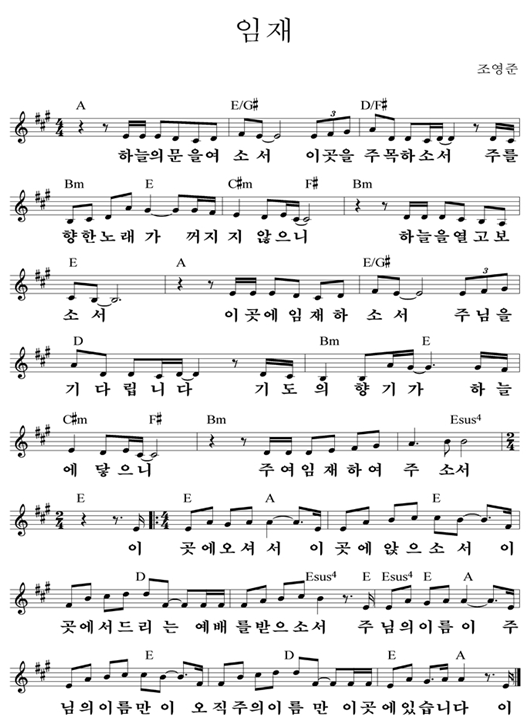 임재
조영준
A E/G# D/F#
하늘의문을여 소 서 이곳을 주목하소서 주를
Bm E C#m F# Bm
향한노래 가 꺼지지 않으니 하늘을열고보
E A E/G#
소 서 이곳에임재하 소 서 주님을
D Bm E
기 다 립 니 다 기 도 의 향 기 가 하늘
C#m F# Bm Esus4
에 닿으니 주여임재하여 주 소서
E E A E
이 곳에오셔서 이곳에앉으소서 이
D E Esus4 E Esus4 E A
곳에서드리는 예배 를받으소서 주님의이름이 주
E D E
님의이름만이 오직주의이름 만 이곳에있습니다 이